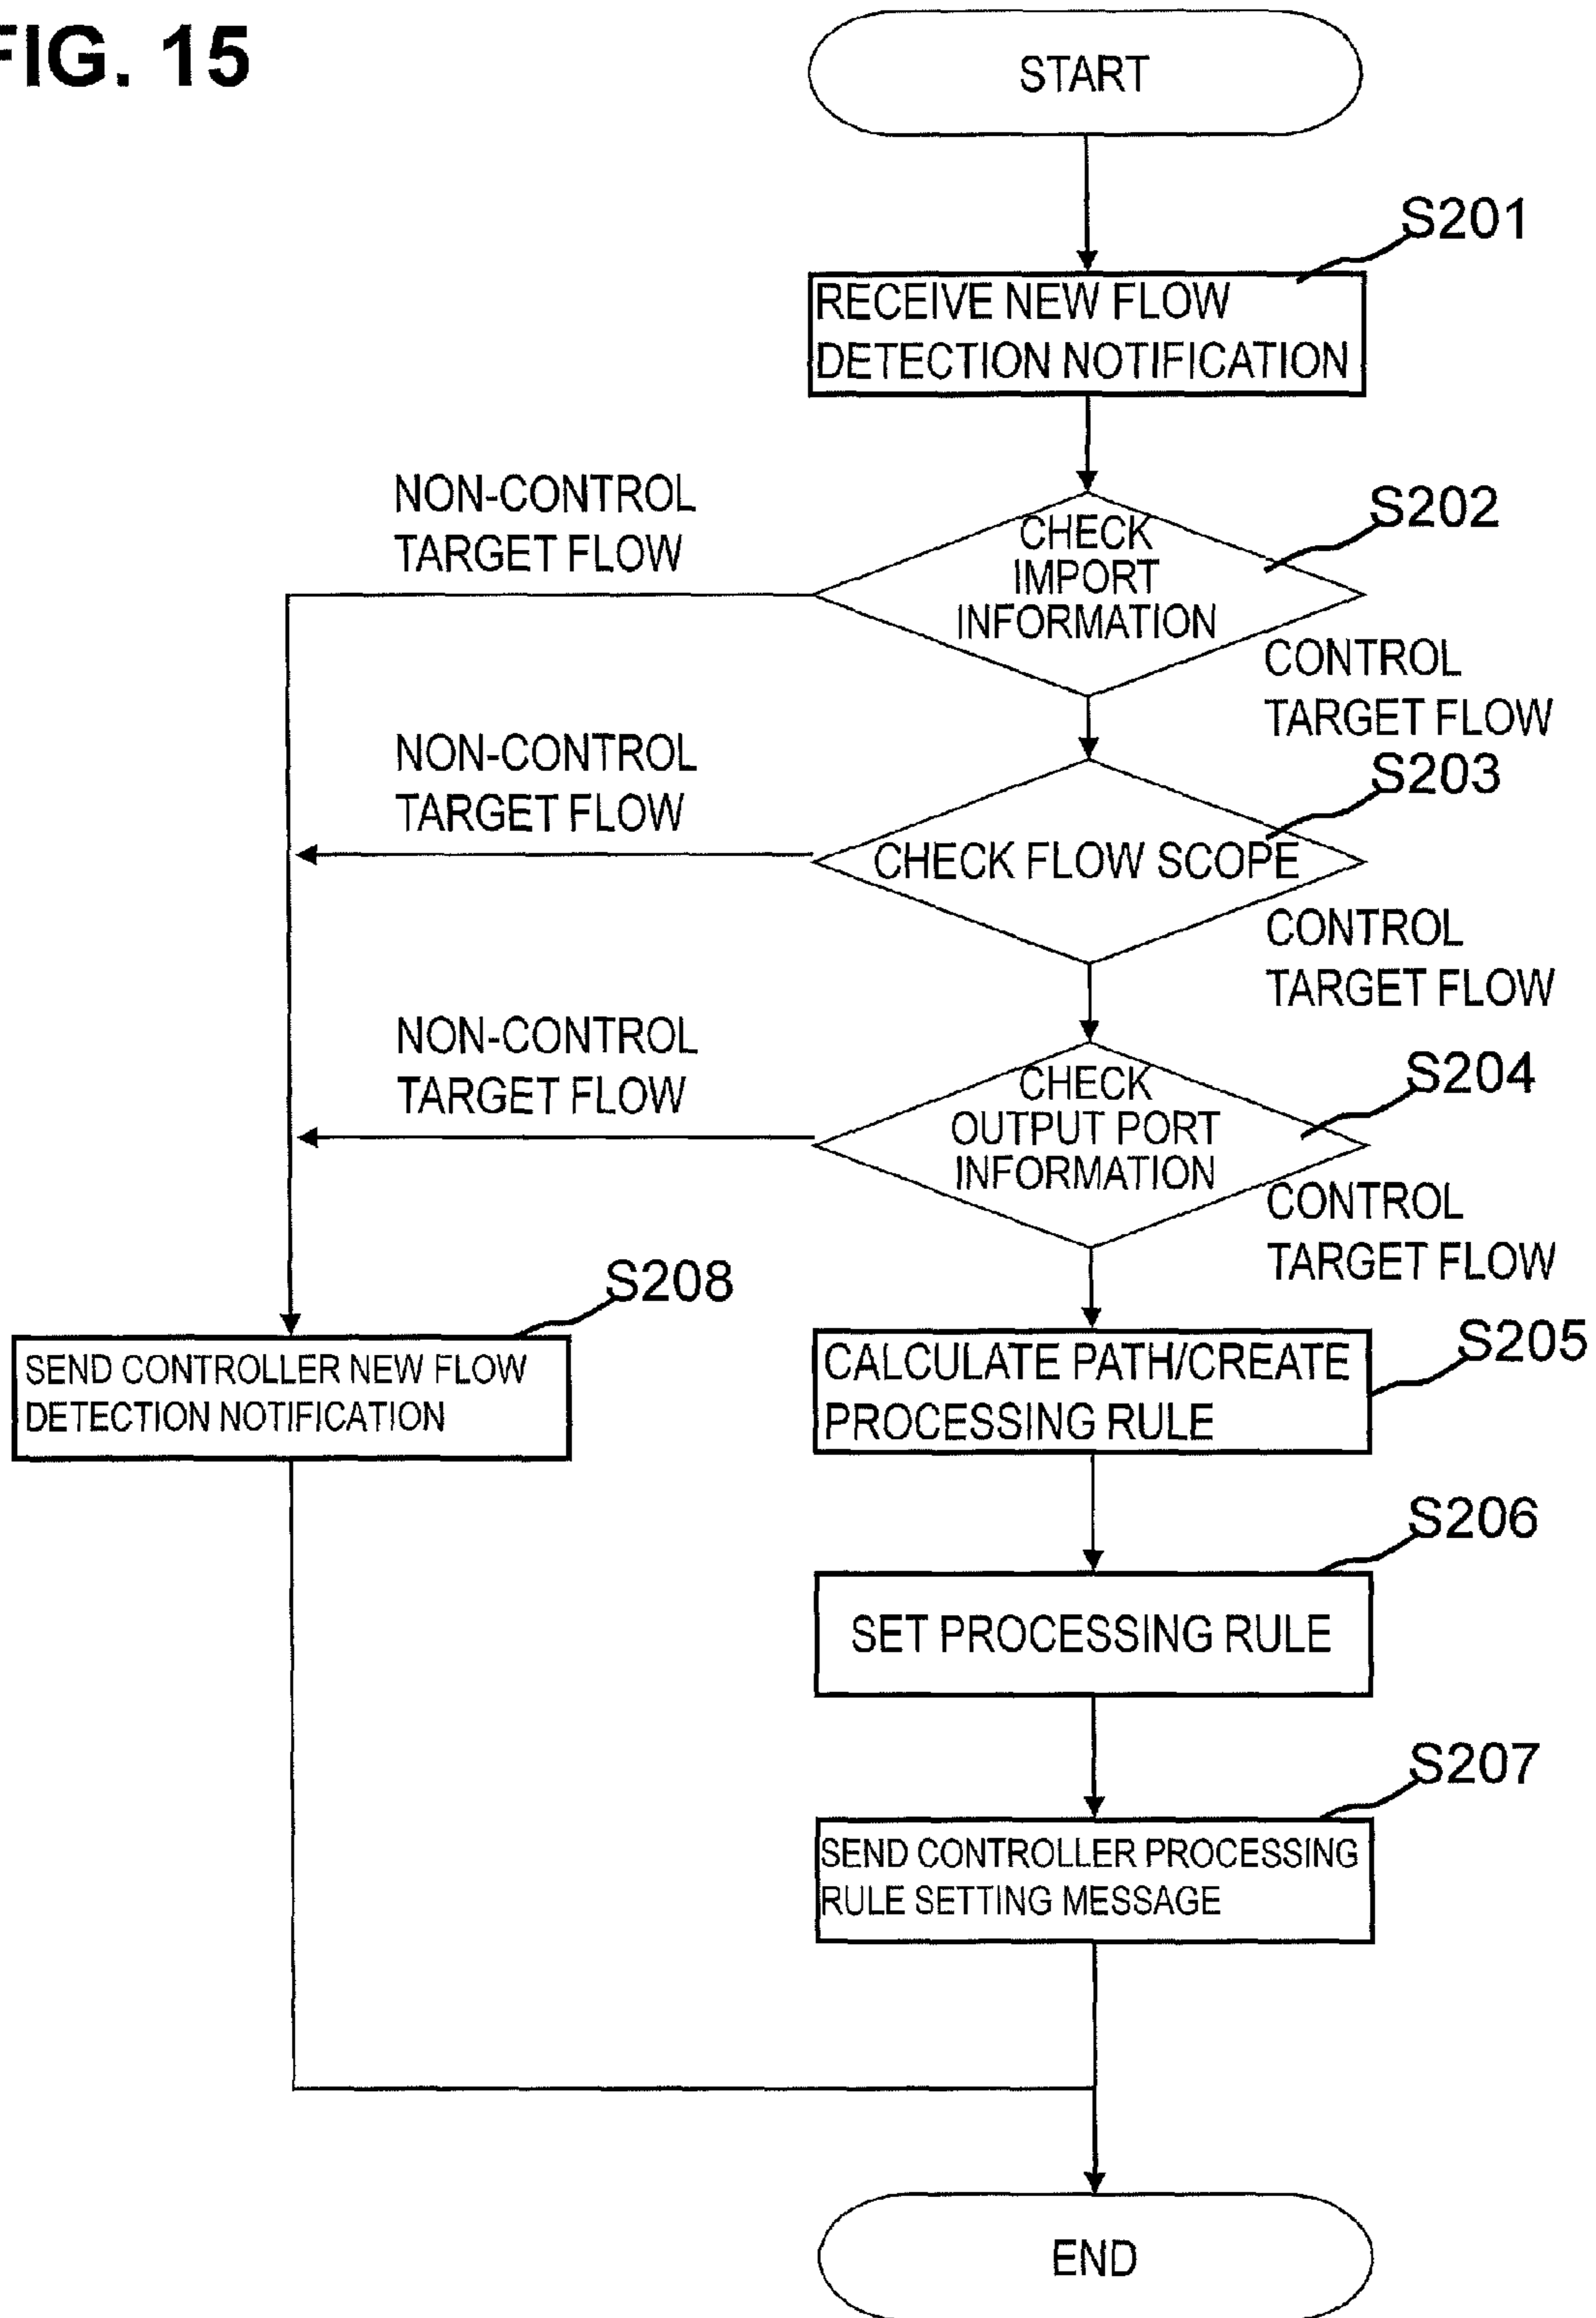 FIG. 15
START
S201
RECEIVE NEW FLOW
DETECTION NOTIFICATION
NON-CONTROL
TARGET FLOW
S202
CHECK
IMPORT
INFORMATION
CONTROL
TARGET FLOW
NON-CONTROL
TARGET FLOW
S203
CHECK FLOW SCOPE
CONTROL
TARGET FLOW
NON-CONTROL
TARGET FLOW
S204
CHECK
OUTPUT PORT
INFORMATION
CONTROL
TARGET FLOW
S208
SEND CONTROLLER NEW FLOW
DETECTION NOTIFICATION
S205
CALCULATE PATH/CREATE
PROCESSING RULE
S206
SET PROCESSING RULE
S207
SEND CONTROLLER PROCESSING
RULE SETTING MESSAGE
END